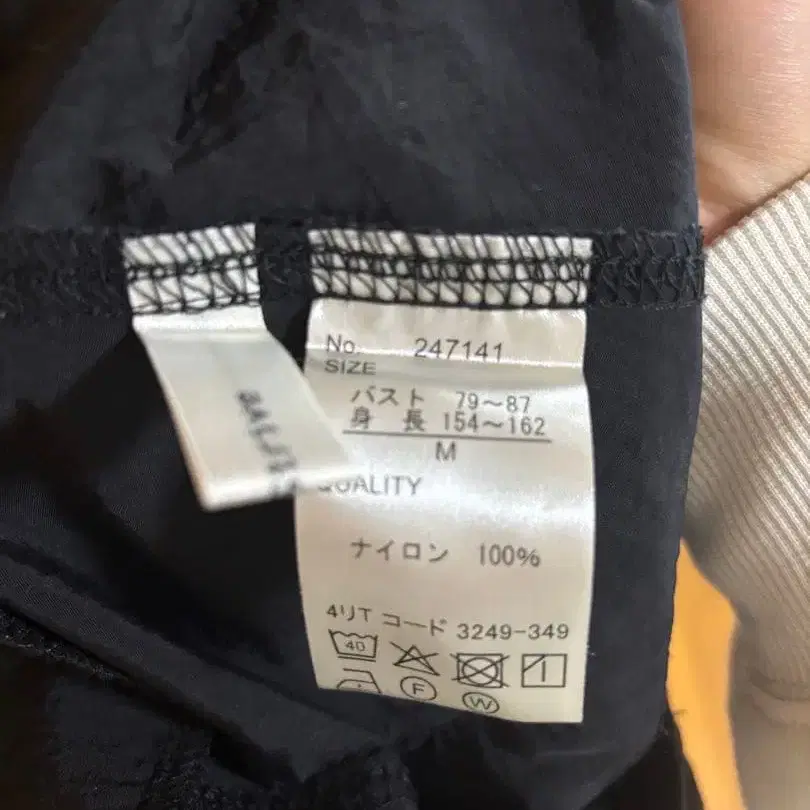 No. 247141
SIZE
バスト 79～87
身 長 154～162
M
QUALITY
ナイロン 100%
4リT コード 3249-349
40
F
W